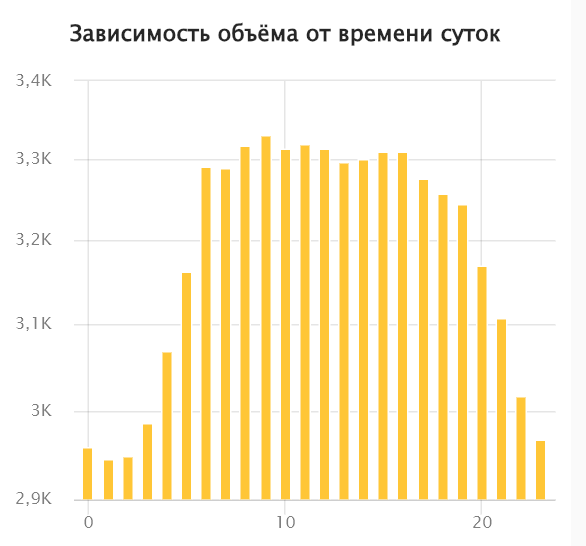 Зависимость объёма от времени суток
3,4K
3,3K
3,2K
3,1K
3K
2,9K
0 10 20